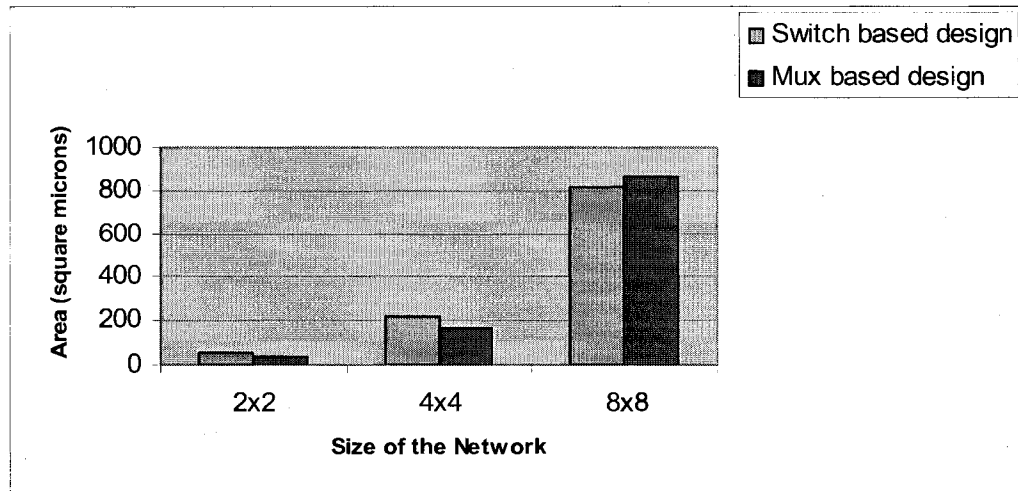 Switch based design
Mux based design
Area (square microns)
1000
800
600
400
200
0
2x2
4x4
8x8
Size of the Network